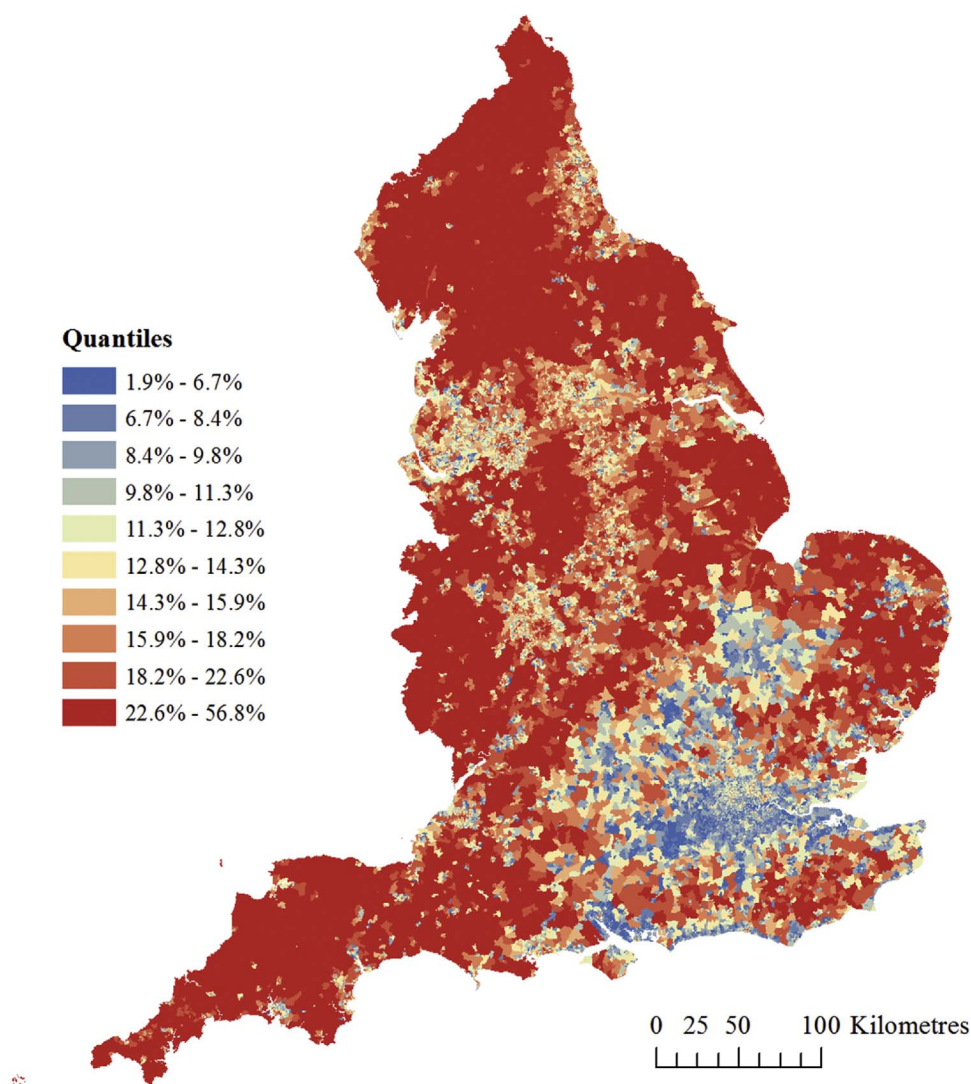 Quantiles
1.9% - 6.7%
6.7% - 8.4%
8.4% - 9.8%
9.8% - 11.3%
11.3% - 12.8%
12.8% - 14.3%
14.3% - 15.9%
15.9% - 18.2%
18.2% - 22.6%
22.6% - 56.8%
0 25 50 100 Kilometres